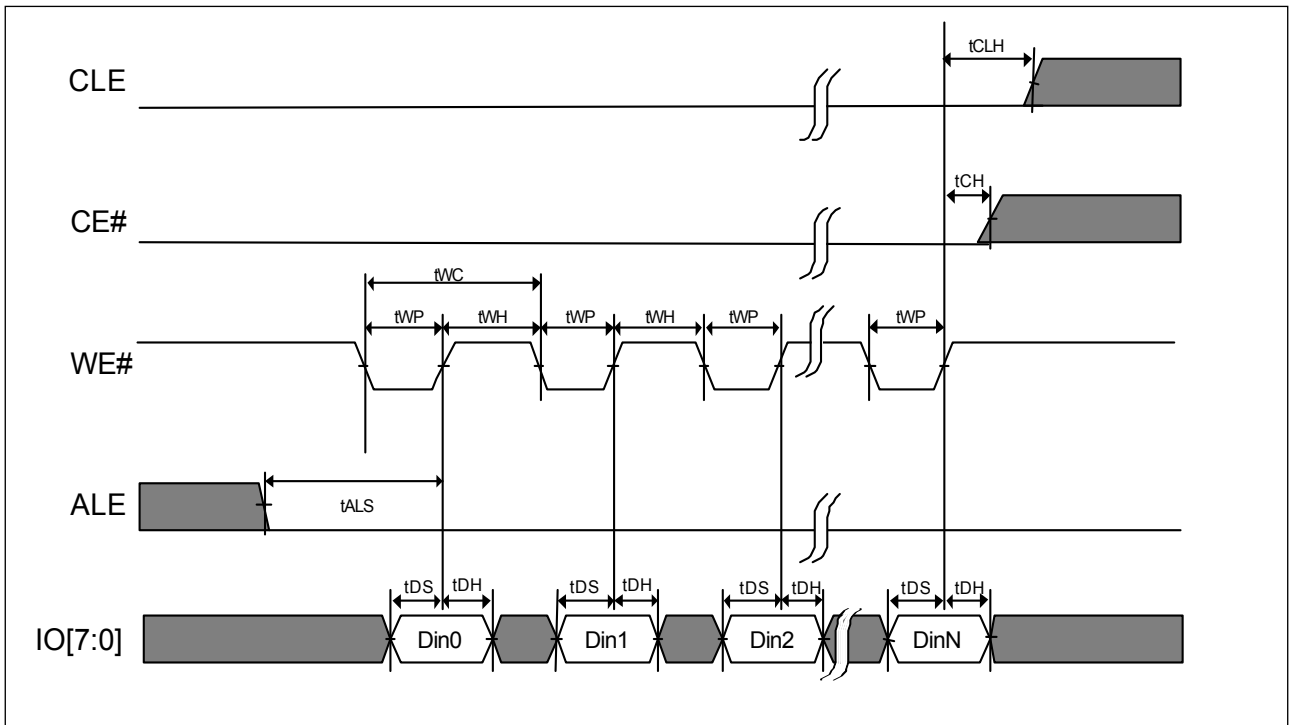 tCLH
CLE
tCH
CE#
tWC
tWP tWH tWP tWH tWP tWP
WE#
ALE
tALS
tDS tDH tDS tDH tDS tDH tDS tDH
IO[7:0] Din0 Din1 Din2 DinN